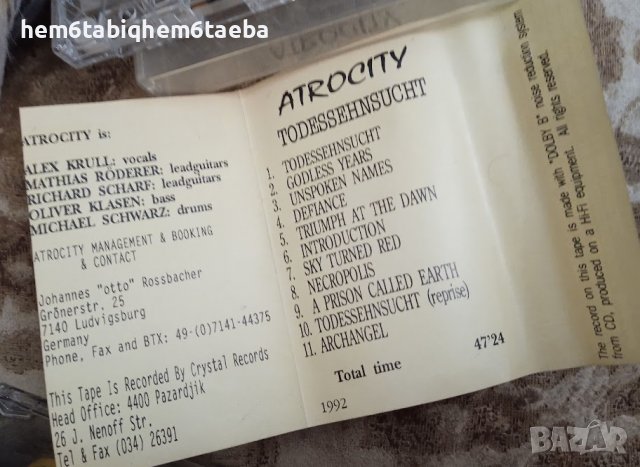 hem6tabiqhem6taeba
ATROCITY
ATROCITY is:
ALEX KRULL: vocals
MATHIAS RÖDERER: leadguitars
RICHARD SCHARF: leadguitars
OLIVER KLASEN: bass
MICHAEL SCHWARZ: drums
ATROCITY MANAGEMENT & BOOKING
& CONTACT
Johannes "otto" Rossbacher
Grönerstr. 25
7140 Ludvigsburg
Germany
Phone, Fax and BTX: 49-(0)7141-44375
This Tape Is Recorded By Crystal Records
Head Office: 4400 Pazardjik
26 J. Nenoff Str.
Tel & Fax (034) 26391
ATROCITY
TODESSEHNSUCHT
1. TODESSEHNSUCHT
2. GODLESS YEARS
3. UNSPOKEN NAMES
4. DEFIANCE
5. TRIUMPH AT THE DAWN
6. INTRODUCTION
7. SKY TURNED RED
8. NECROPOLIS
9. A PRISON CALLED EARTH
10. TODESSEHNSUCHT (reprise)
11. ARCHANGEL
Total time 47'24
1992
The record on this tape is made with "DOLBY B" noise reduction system
from CD, produced on a Hi-Fi equipment. All rights reserved.
BAZAR